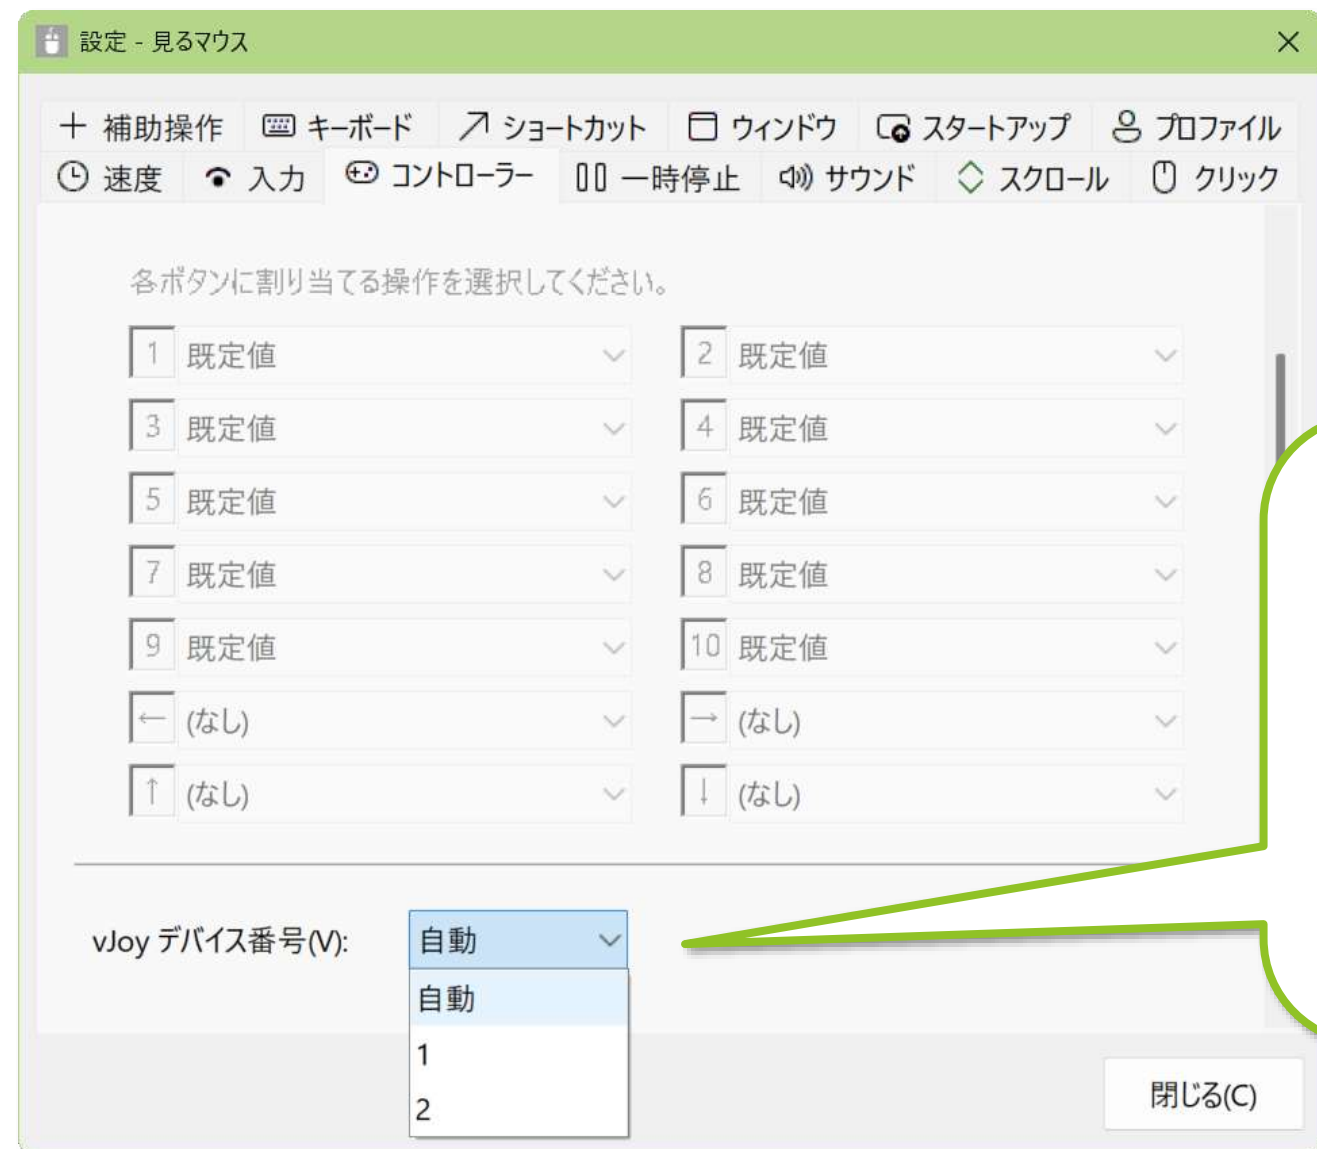 設定 - 見るマウス
補助操作 キーボード ショートカット ウィンドウ スタートアップ プロファイル
速度 入力 コントローラー 一時停止 サウンド スクロール クリック
各ボタンに割り当てる操作を選択してください。
1 既定値 2 既定値
3 既定値 4 既定値
5 既定値 6 既定値
7 既定値 8 既定値
9 既定値 10 既定値
← (なし) → (なし)
↑ (なし) ↓ (なし)
vJoy デバイス番号(V): 自動
自動
1
2
閉じる(C)